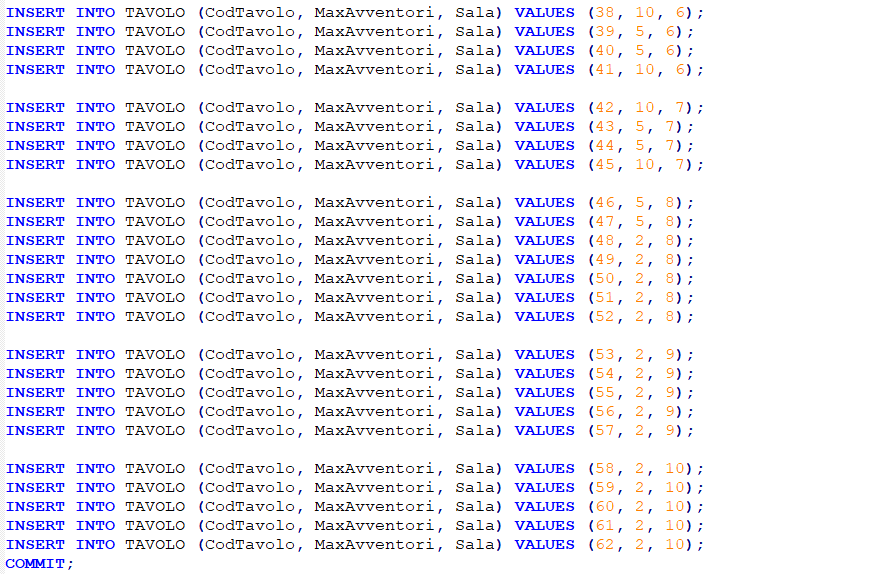 INSERT INTO TAVOLO (CodTavolo, MaxAvventori, Sala) VALUES (38, 10, 6);
INSERT INTO TAVOLO (CodTavolo, MaxAvventori, Sala) VALUES (39, 5, 6);
INSERT INTO TAVOLO (CodTavolo, MaxAvventori, Sala) VALUES (40, 5, 6);
INSERT INTO TAVOLO (CodTavolo, MaxAvventori, Sala) VALUES (41, 10, 6);

INSERT INTO TAVOLO (CodTavolo, MaxAvventori, Sala) VALUES (42, 10, 7);
INSERT INTO TAVOLO (CodTavolo, MaxAvventori, Sala) VALUES (43, 5, 7);
INSERT INTO TAVOLO (CodTavolo, MaxAvventori, Sala) VALUES (44, 5, 7);
INSERT INTO TAVOLO (CodTavolo, MaxAvventori, Sala) VALUES (45, 10, 7);

INSERT INTO TAVOLO (CodTavolo, MaxAvventori, Sala) VALUES (46, 5, 8);
INSERT INTO TAVOLO (CodTavolo, MaxAvventori, Sala) VALUES (47, 5, 8);
INSERT INTO TAVOLO (CodTavolo, MaxAvventori, Sala) VALUES (48, 2, 8);
INSERT INTO TAVOLO (CodTavolo, MaxAvventori, Sala) VALUES (49, 2, 8);
INSERT INTO TAVOLO (CodTavolo, MaxAvventori, Sala) VALUES (50, 2, 8);
INSERT INTO TAVOLO (CodTavolo, MaxAvventori, Sala) VALUES (51, 2, 8);
INSERT INTO TAVOLO (CodTavolo, MaxAvventori, Sala) VALUES (52, 2, 8);

INSERT INTO TAVOLO (CodTavolo, MaxAvventori, Sala) VALUES (53, 2, 9);
INSERT INTO TAVOLO (CodTavolo, MaxAvventori, Sala) VALUES (54, 2, 9);
INSERT INTO TAVOLO (CodTavolo, MaxAvventori, Sala) VALUES (55, 2, 9);
INSERT INTO TAVOLO (CodTavolo, MaxAvventori, Sala) VALUES (56, 2, 9);
INSERT INTO TAVOLO (CodTavolo, MaxAvventori, Sala) VALUES (57, 2, 9);

INSERT INTO TAVOLO (CodTavolo, MaxAvventori, Sala) VALUES (58, 2, 10);
INSERT INTO TAVOLO (CodTavolo, MaxAvventori, Sala) VALUES (59, 2, 10);
INSERT INTO TAVOLO (CodTavolo, MaxAvventori, Sala) VALUES (60, 2, 10);
INSERT INTO TAVOLO (CodTavolo, MaxAvventori, Sala) VALUES (61, 2, 10);
INSERT INTO TAVOLO (CodTavolo, MaxAvventori, Sala) VALUES (62, 2, 10);
COMMIT;